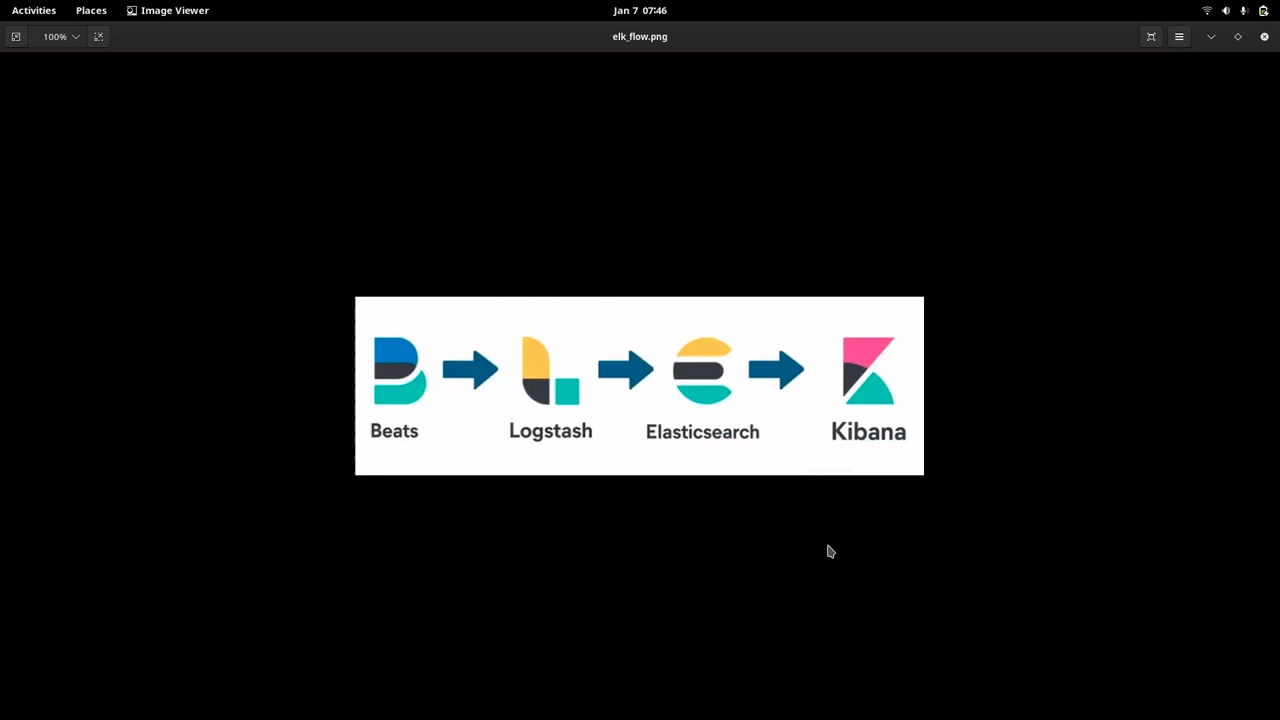 Activities Places Image Viewer Jan 7 07:46
100% elk_flow.png
Beats Logstash Elasticsearch Kibana